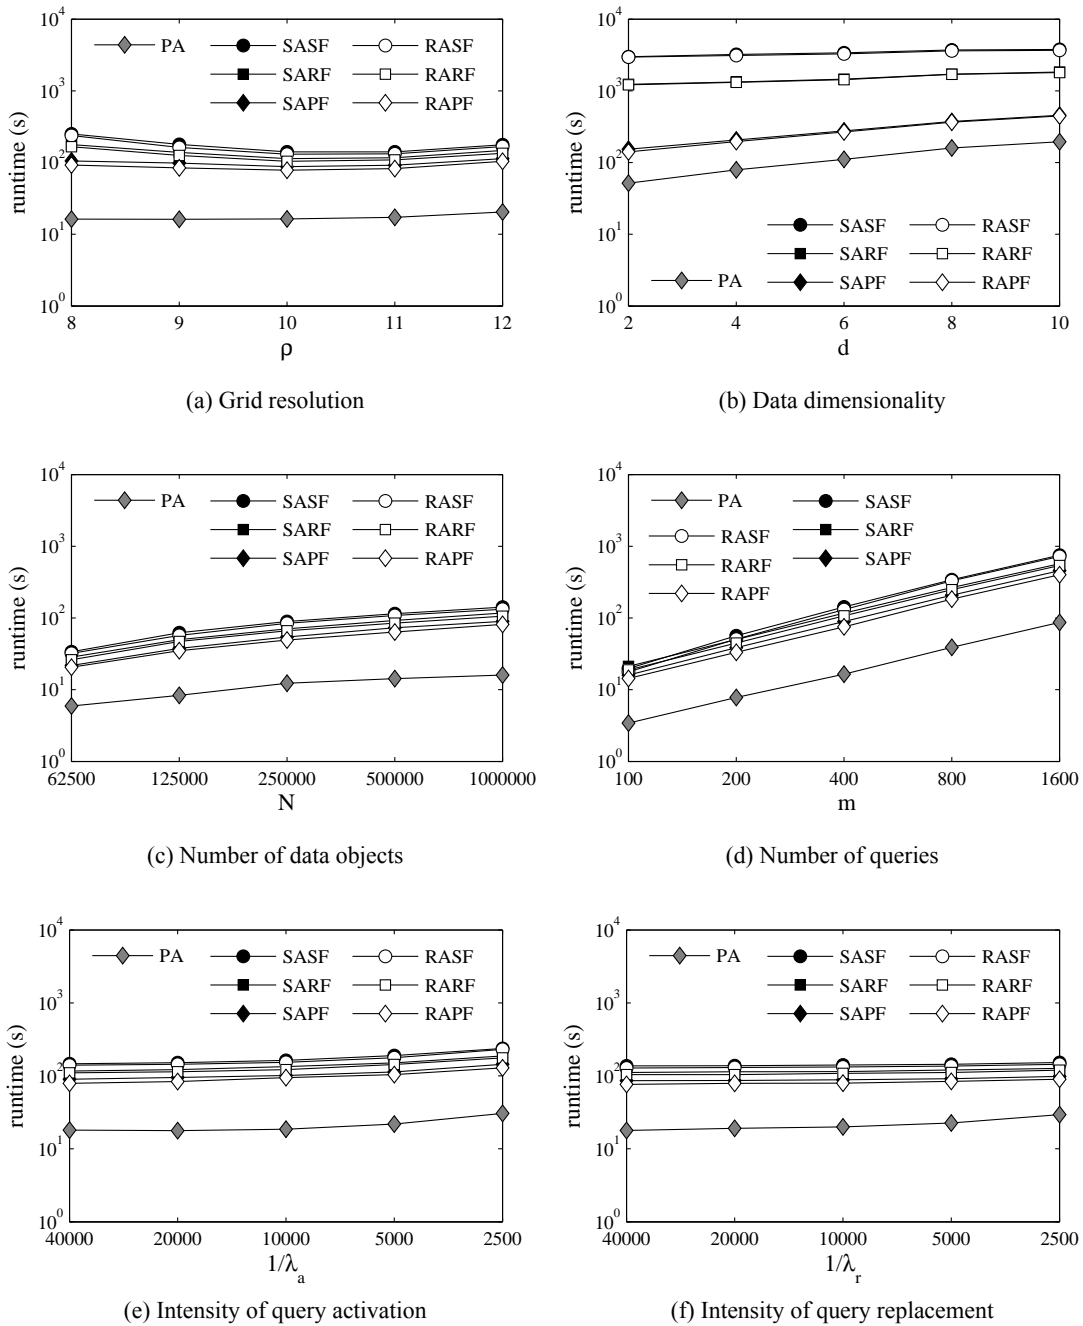 10^4
10^3
10^2
10^1
10^0
runtime (s)
PA
SASF
RASF
SARF
RARF
SAPF
RAPF
8
9
10
11
12
ρ
(a) Grid resolution
10^4
10^3
10^2
10^1
10^0
runtime (s)
SASF
RASF
SARF
RARF
PA
SAPF
RAPF
2
4
6
8
10
d
(b) Data dimensionality
10^4
10^3
10^2
10^1
10^0
runtime (s)
PA
SASF
RASF
SARF
RARF
SAPF
RAPF
62500
125000
250000
500000
1000000
N
(c) Number of data objects
10^4
10^3
10^2
10^1
10^0
runtime (s)
PA
SASF
RASF
SARF
RARF
SAPF
RAPF
100
200
400
800
1600
m
(d) Number of queries
10^4
10^3
10^2
10^1
10^0
runtime (s)
PA
SASF
RASF
SARF
RARF
SAPF
RAPF
40000
20000
10000
5000
2500
1/λ_a
(e) Intensity of query activation
10^4
10^3
10^2
10^1
10^0
runtime (s)
PA
SASF
RASF
SARF
RARF
SAPF
RAPF
40000
20000
10000
5000
2500
1/λ_r
(f) Intensity of query replacement